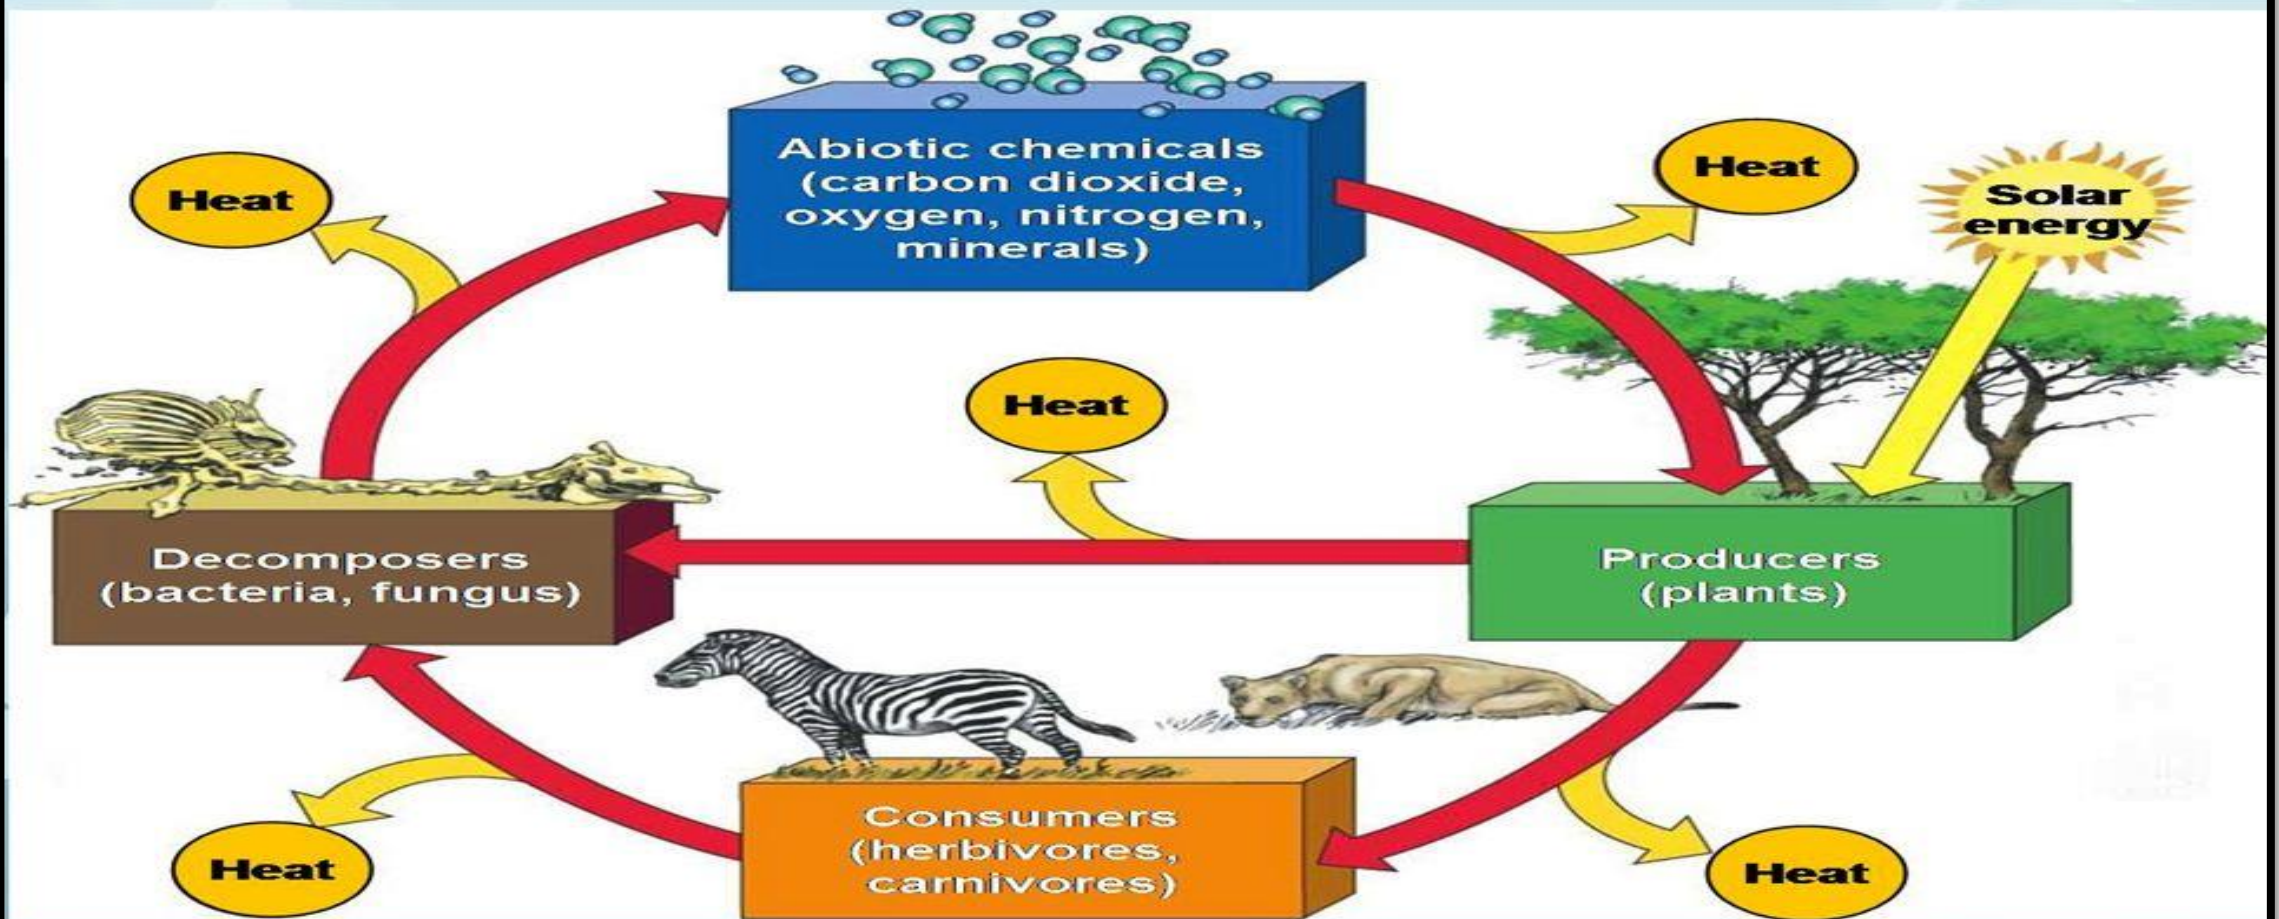 Abiotic chemicals
(carbon dioxide,
oxygen, nitrogen,
minerals)
Heat
Heat
Solar
energy
Heat
Decomposers
(bacteria, fungus)
Producers
(plants)
Consumers
(herbivores,
carnivores)
Heat
Heat